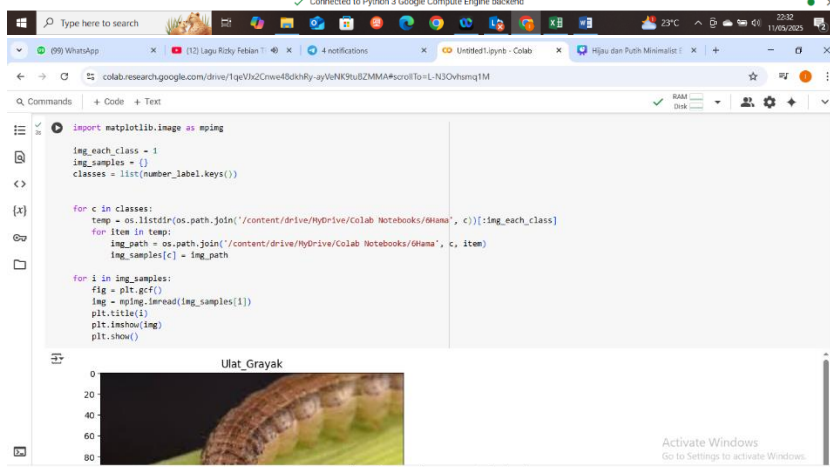 Connected to Python 3 Google Compute Engine backend
Type here to search
23°C
22:32
11/05/2025
(99) WhatsApp
(12) Lagu Rizky Febian T
4 notifications
Untitled1.ipynb - Colab
Hijau dan Putih Minimalist E
colab.research.google.com/drive/1qeVJx2Cnwe48dkhRy-ayVeNK9tu8ZMMA#scrollTo=L-N3Ovhsmq1M
Commands
+ Code
+ Text
RAM
Disk
import matplotlib.image as mpimg
img_each_class = 1
img_samples = {}
classes = list(number_label.keys())
for c in classes:
temp = os.listdir(os.path.join('/content/drive/MyDrive/Colab Notebooks/6Hama', c))[:img_each_class]
for item in temp:
img_path = os.path.join('/content/drive/MyDrive/Colab Notebooks/6Hama', c, item)
img_samples[c] = img_path
for i in img_samples:
fig = plt.gcf()
img = mpimg.imread(img_samples[i])
plt.title(i)
plt.imshow(img)
plt.show()
Ulat_Grayak
0
20
40
60
80
Activate Windows
Go to Settings to activate Windows.